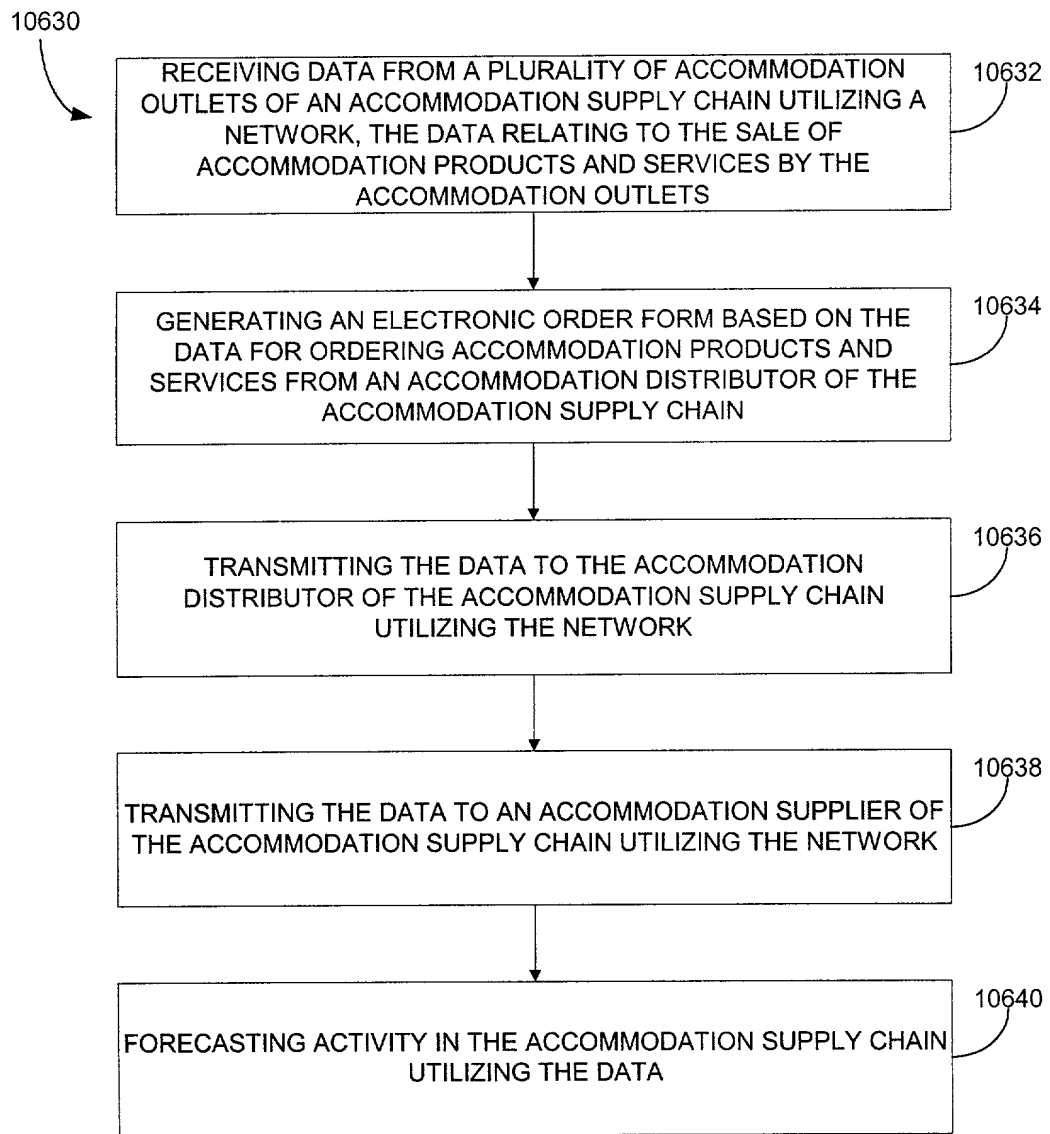 10630
RECEIVING DATA FROM A PLURALITY OF ACCOMMODATION
OUTLETS OF AN ACCOMMODATION SUPPLY CHAIN UTILIZING A
NETWORK, THE DATA RELATING TO THE SALE OF
ACCOMMODATION PRODUCTS AND SERVICES BY THE
ACCOMMODATION OUTLETS
10632
GENERATING AN ELECTRONIC ORDER FORM BASED ON THE
DATA FOR ORDERING ACCOMMODATION PRODUCTS AND
SERVICES FROM AN ACCOMMODATION DISTRIBUTOR OF THE
ACCOMMODATION SUPPLY CHAIN
10634
TRANSMITTING THE DATA TO THE ACCOMMODATION
DISTRIBUTOR OF THE ACCOMMODATION SUPPLY CHAIN
UTILIZING THE NETWORK
10636
TRANSMITTING THE DATA TO AN ACCOMMODATION SUPPLIER OF
THE ACCOMMODATION SUPPLY CHAIN UTILIZING THE NETWORK
10638
FORECASTING ACTIVITY IN THE ACCOMMODATION SUPPLY CHAIN
UTILIZING THE DATA
10640